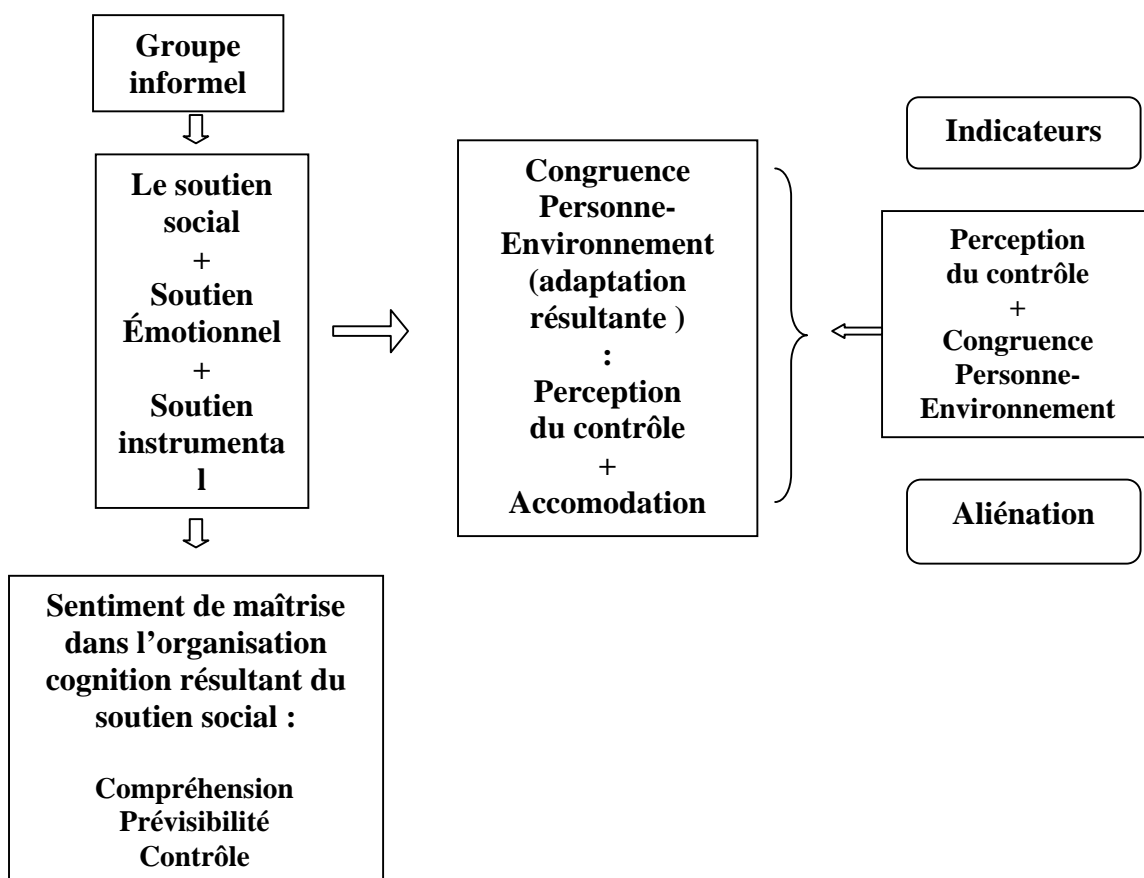 Groupe
informel
Le soutien
social
+
Soutien
Émotionnel
+
Soutien
instrumenta
l
Sentiment de maîtrise
dans l’organisation
cognition résultant du
soutien social :
Compréhension
Prévisibilité
Contrôle
Congruence
Personne-
Environnement
(adaptation
résultante )
:
Perception
du contrôle
+
Accomodation
Indicateurs
Perception
du contrôle
+
Congruence
Personne-
Environnement
Aliénation